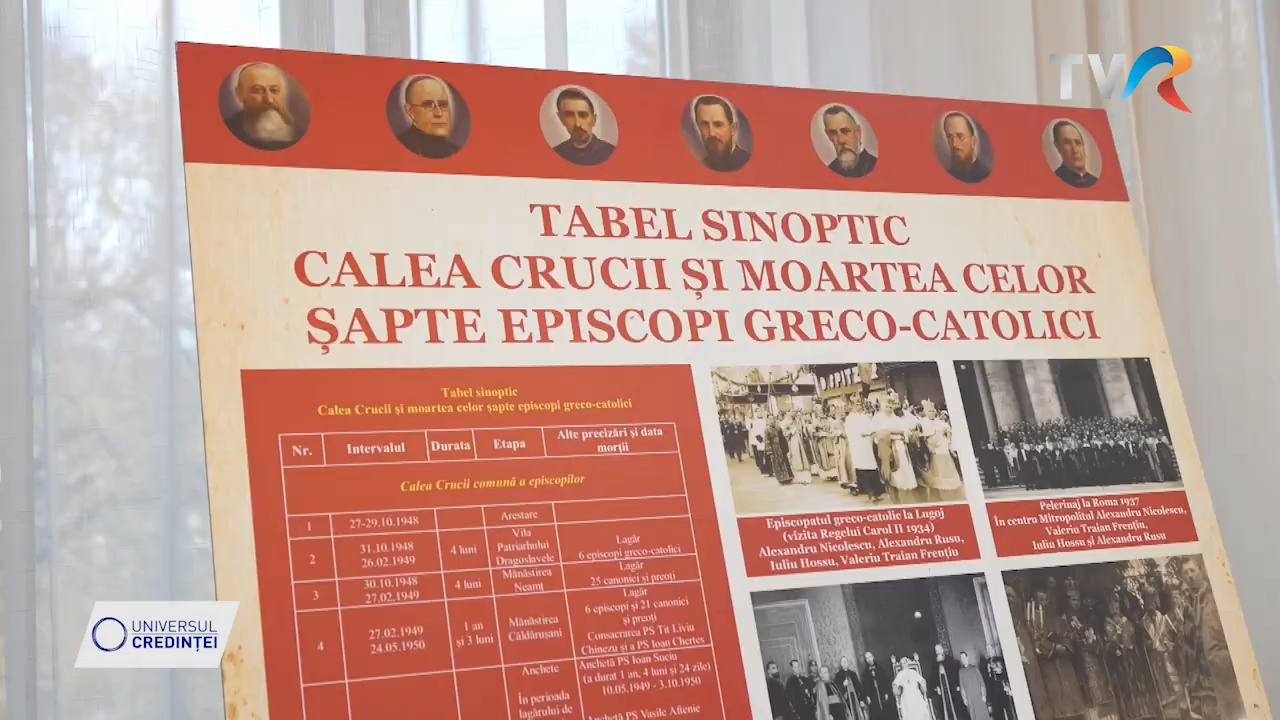 TVR
TABEL SINOPTIC
CALEA CRUCII ȘI MOARTEA CELOR
ȘAPTE EPISCOPI GRECO-CATOLICI
Tabel sinoptic
Calea Crucii și moartea celor șapte episcopi greco-catolici
Nr. Intervalul Durata Etapa Alte precizări și data
morții
Calea Crucii comună a episcopilor
1 27-29.10.1948 Arestare
2 31.10.1948
26.02.1949
4 luni
Vila
Patriarhului
Dragoslavele
Lagăr
6 episcopi greco-catolici
3 30.10.1948
27.02.1949
4 luni
Mănăstirea
Neamț
Lagăr
25 canonici și preoți
4 27.02.1949
24.05.1950
1 an
și 3 luni
Mănăstirea
Căldărușani
Lagăr
6 episcopi și 21 canonici
și preoți
Consacrarea PS Tit Liviu
Chinezu și a PS Ioan Cherteș
Anchete
În perioada
lagărului de
Anchetă PS Ioan Suciu
(a durat 1 an, 4 luni și 24 zile)
10.05.1949 - 3.10.1950
Anchetă PS Vasile Aftenie
Episcopatul greco-catolic la Lugoj
(vizita Regelui Carol II 1934)
Alexandru Nicolescu, Alexandru Rusu,
Iuliu Hossu, Valeriu Traian Frențiu
Pelerinaj la Roma 1937
În centru Mitropolitul Alexandru Nicolescu,
Valeriu Traian Frențiu,
Iuliu Hossu și Alexandru Rusu
UNIVERSUL
CREDINȚEI